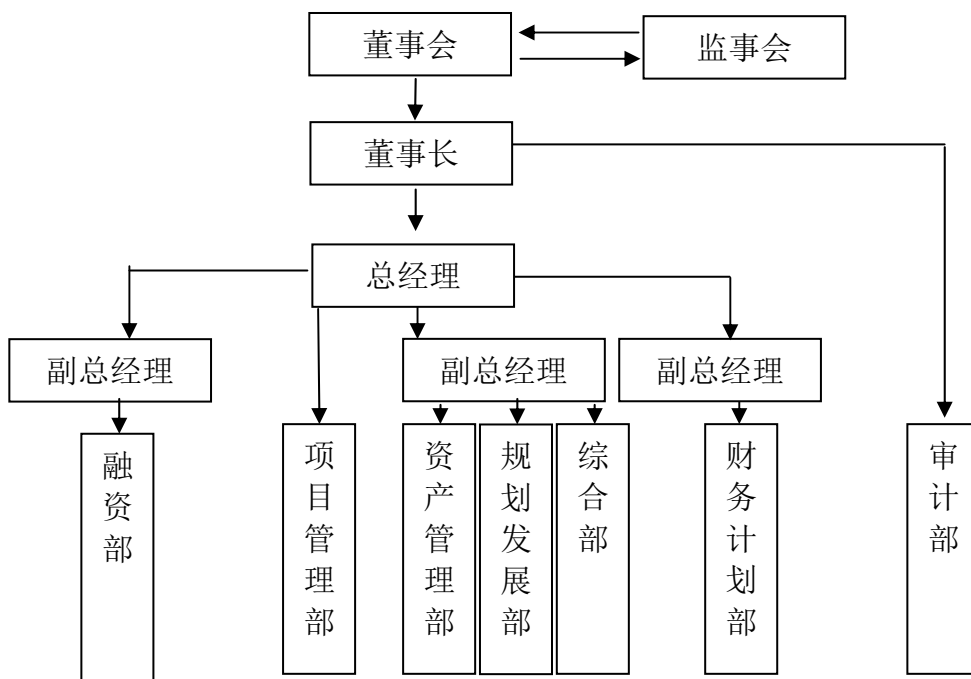 董事会
监事会
董事长
总经理
副总经理
副总经理
副总经理
融资部
项目管理部
资产管理部
规划发展部
综合部
财务计划部
审计部